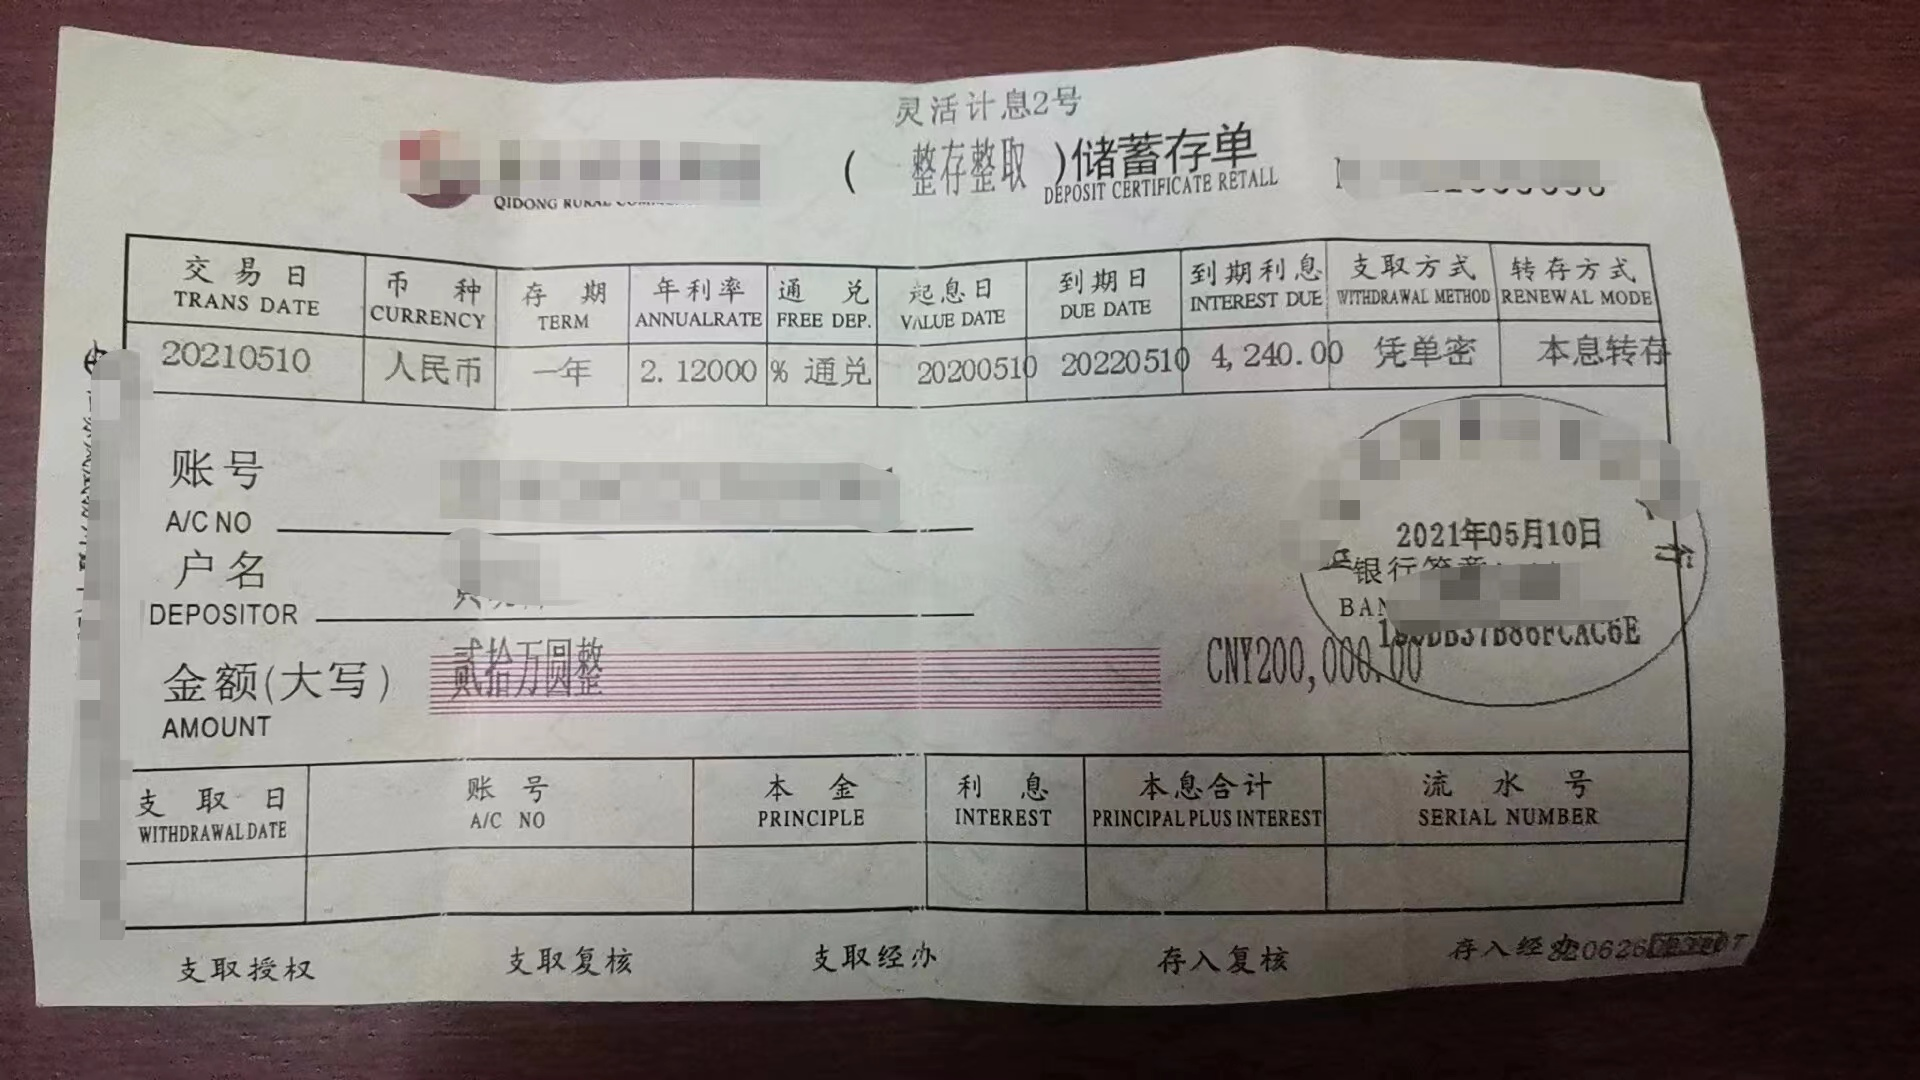 灵活计息2号
(整存整取)储蓄存单
QIDONG RURAL
DEPOSIT CERTIFICATE RETALL
交易日 币种 存期 年利率 通兑 起息日 到期日 到期利息 支取方式 转存方式
TRANS DATE CURRENCY TERM ANNUALRATE FREE DEP. VALUE DATE DUE DATE INTEREST DUE WITHDRAWAL METHOD RENEWAL MODE
20210510 人民币 一年 2.12000% 通兑 20200510 20220510 4,240.00 凭单密 本息转存
账号
A/C NO
2021年05月10日
户名
银行签章
DEPOSITOR
金额(大写) 贰拾万圆整 CNY200,000.00
AMOUNT
支取日 账号 本金 利息 本息合计 流水号
WITHDRAWAL DATE A/C NO PRINCIPLE INTEREST PRINCIPAL PLUS INTEREST SERIAL NUMBER
支取授权 支取复核 支取经办 存入复核 存入经办